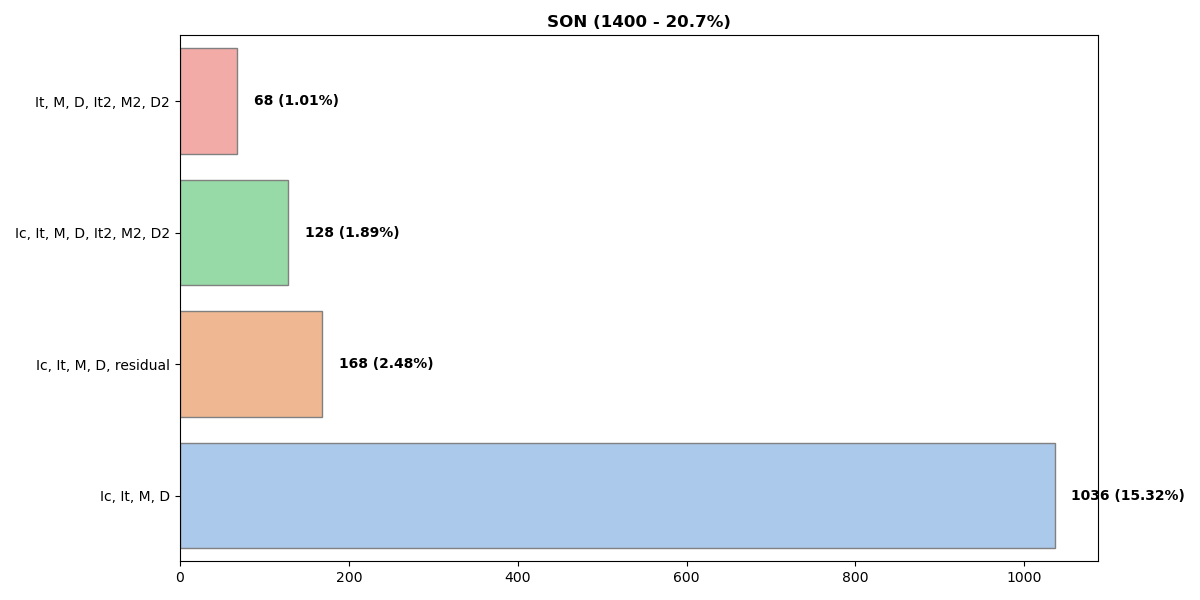 SON (1400 - 20.7%)
It, M, D, It2, M2, D2
68 (1.01%)
Ic, It, M, D, It2, M2, D2
128 (1.89%)
Ic, It, M, D, residual
168 (2.48%)
Ic, It, M, D
1036 (15.32%)
0 200 400 600 800 1000